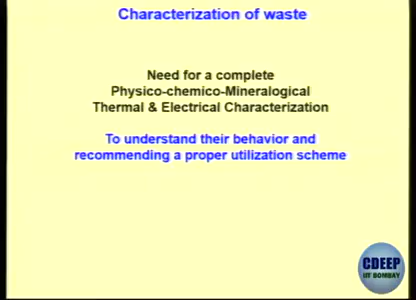 Characterization of waste
Need for a complete
Physico-chemico-Mineralogical
Thermal & Electrical Characterization
To understand their behavior and
recommending a proper utilization scheme
CDEEP
IIT BOMBAY